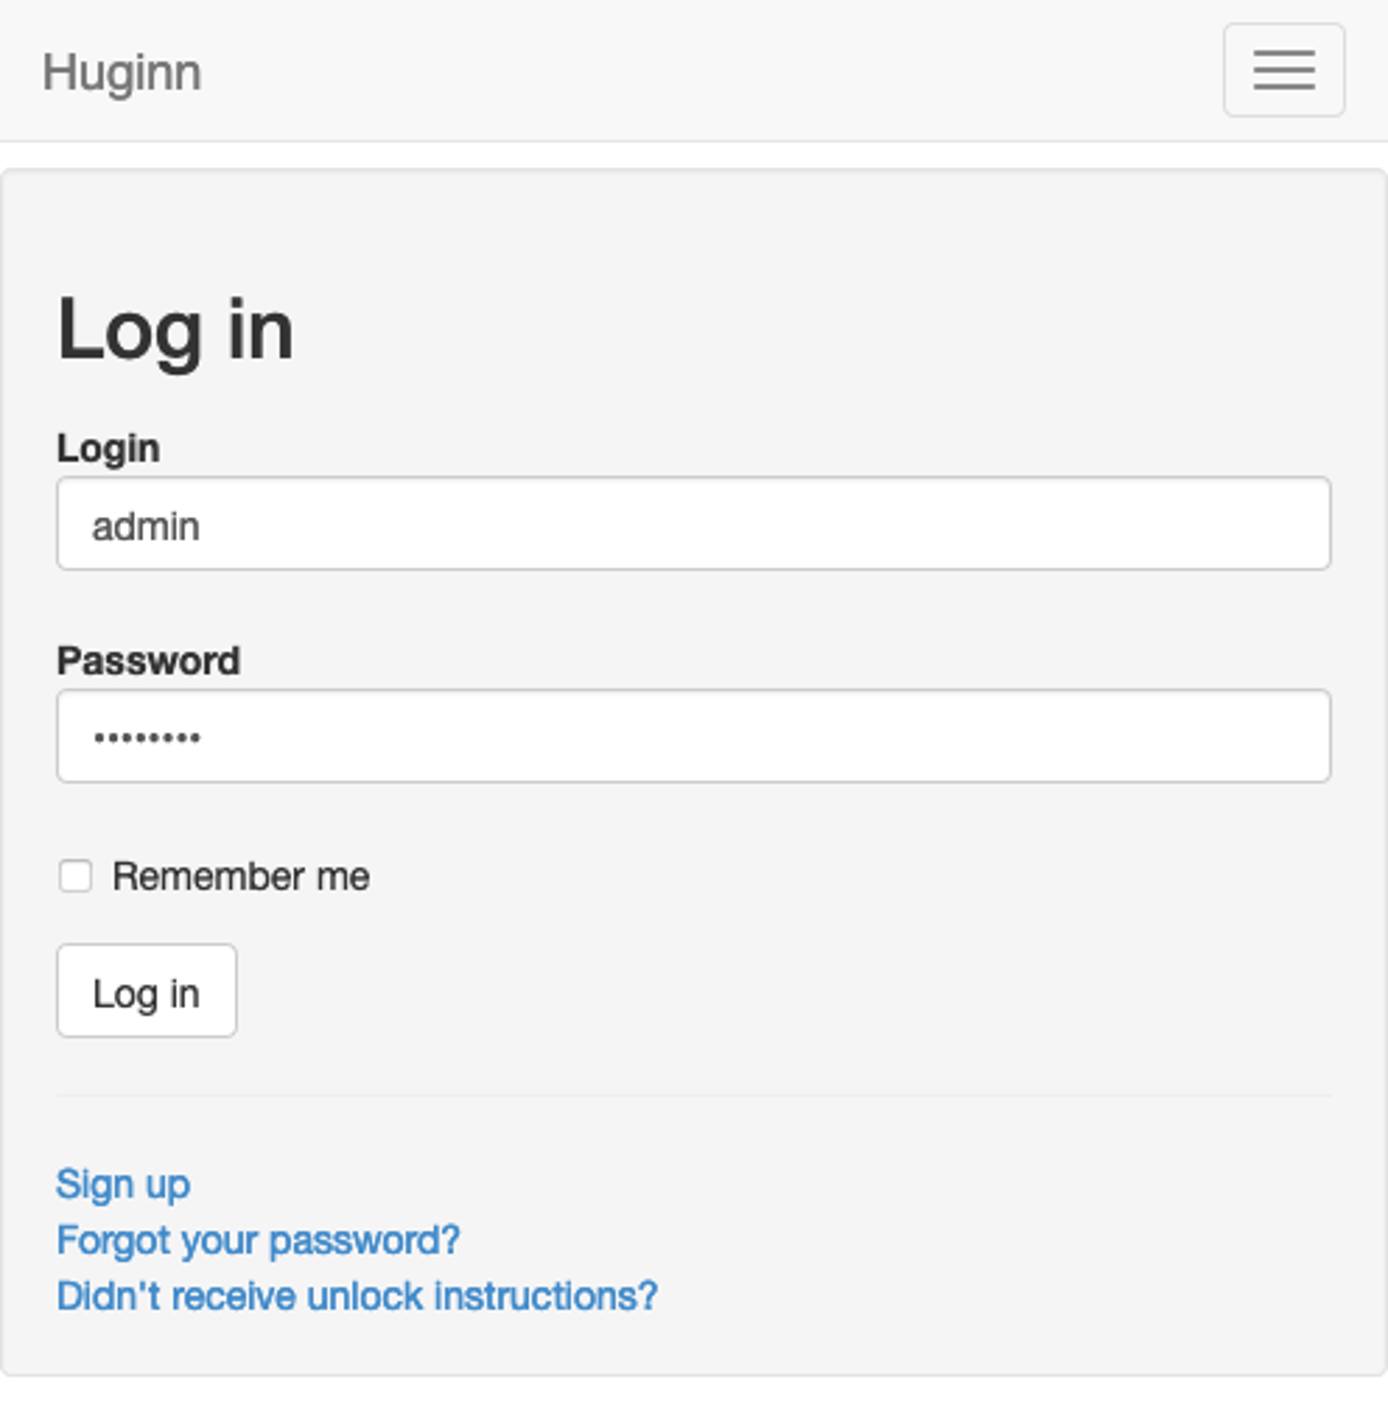 Huginn
Log in
Login
admin
Password
••••••••
Remember me
Log in
Sign up
Forgot your password?
Didn't receive unlock instructions?